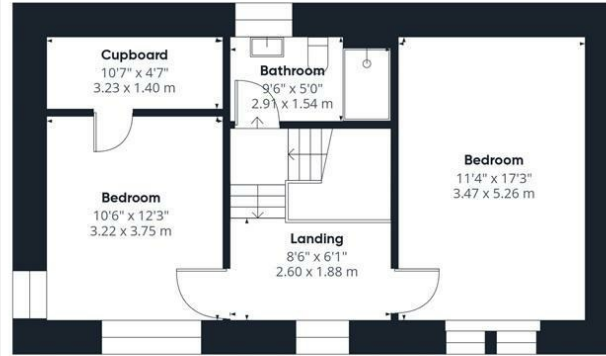 Cupboard
10'7" x 4'7"
3.23 x 1.40 m
Bathroom
9'6" x 5'0"
2.91 x 1.54 m
Bedroom
11'4" x 17'3"
3.47 x 5.26 m
Bedroom
10'6" x 12'3"
3.22 x 3.75 m
Landing
8'6" x 6'1"
2.60 x 1.88 m